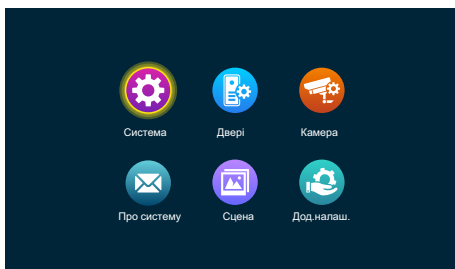 Система
Двері
Камера
Про систему
Сцена
Дод.налаш.